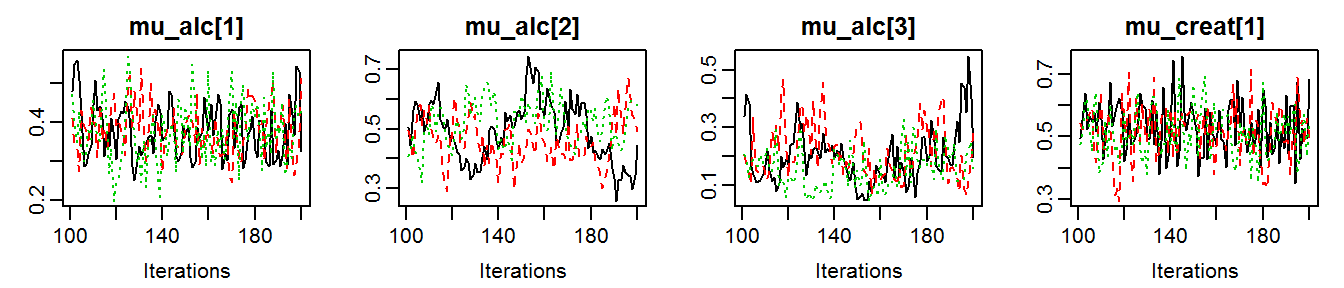 mu_alc[1] mu_alc[2] mu_alc[3] mu_creat[1]
0.2 0.4
0.3 0.5 0.7
0.1 0.3 0.5
0.3 0.5 0.7
100 140 180 100 140 180 100 140 180 100 140 180
Iterations Iterations Iterations Iterations